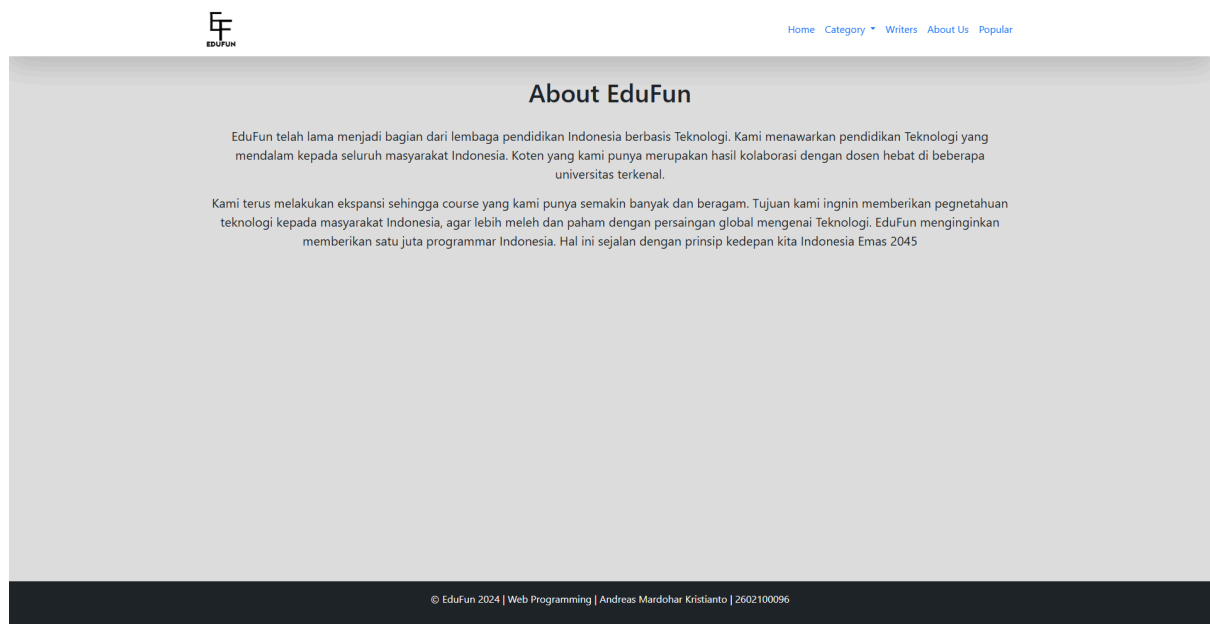 EF
EDUFUN
Home Category Writers About Us Popular
About EduFun
EduFun telah lama menjadi bagian dari lembaga pendidikan Indonesia berbasis Teknologi. Kami menawarkan pendidikan Teknologi yang
mendalam kepada seluruh masyarakat Indonesia. Koten yang kami punya merupakan hasil kolaborasi dengan dosen hebat di beberapa
universitas terkenal.
Kami terus melakukan ekspansi sehingga course yang kami punya semakin banyak dan beragam. Tujuan kami ingnin memberikan pegnetahuan
teknologi kepada masyarakat Indonesia, agar lebih meleh dan paham dengan persaingan global mengenai Teknologi. EduFun menginginkan
memberikan satu juta programmar Indonesia. Hal ini sejalan dengan prinsip kedepan kita Indonesia Emas 2045
© EduFun 2024 | Web Programming | Andreas Mardohar Kristianto | 2602100096